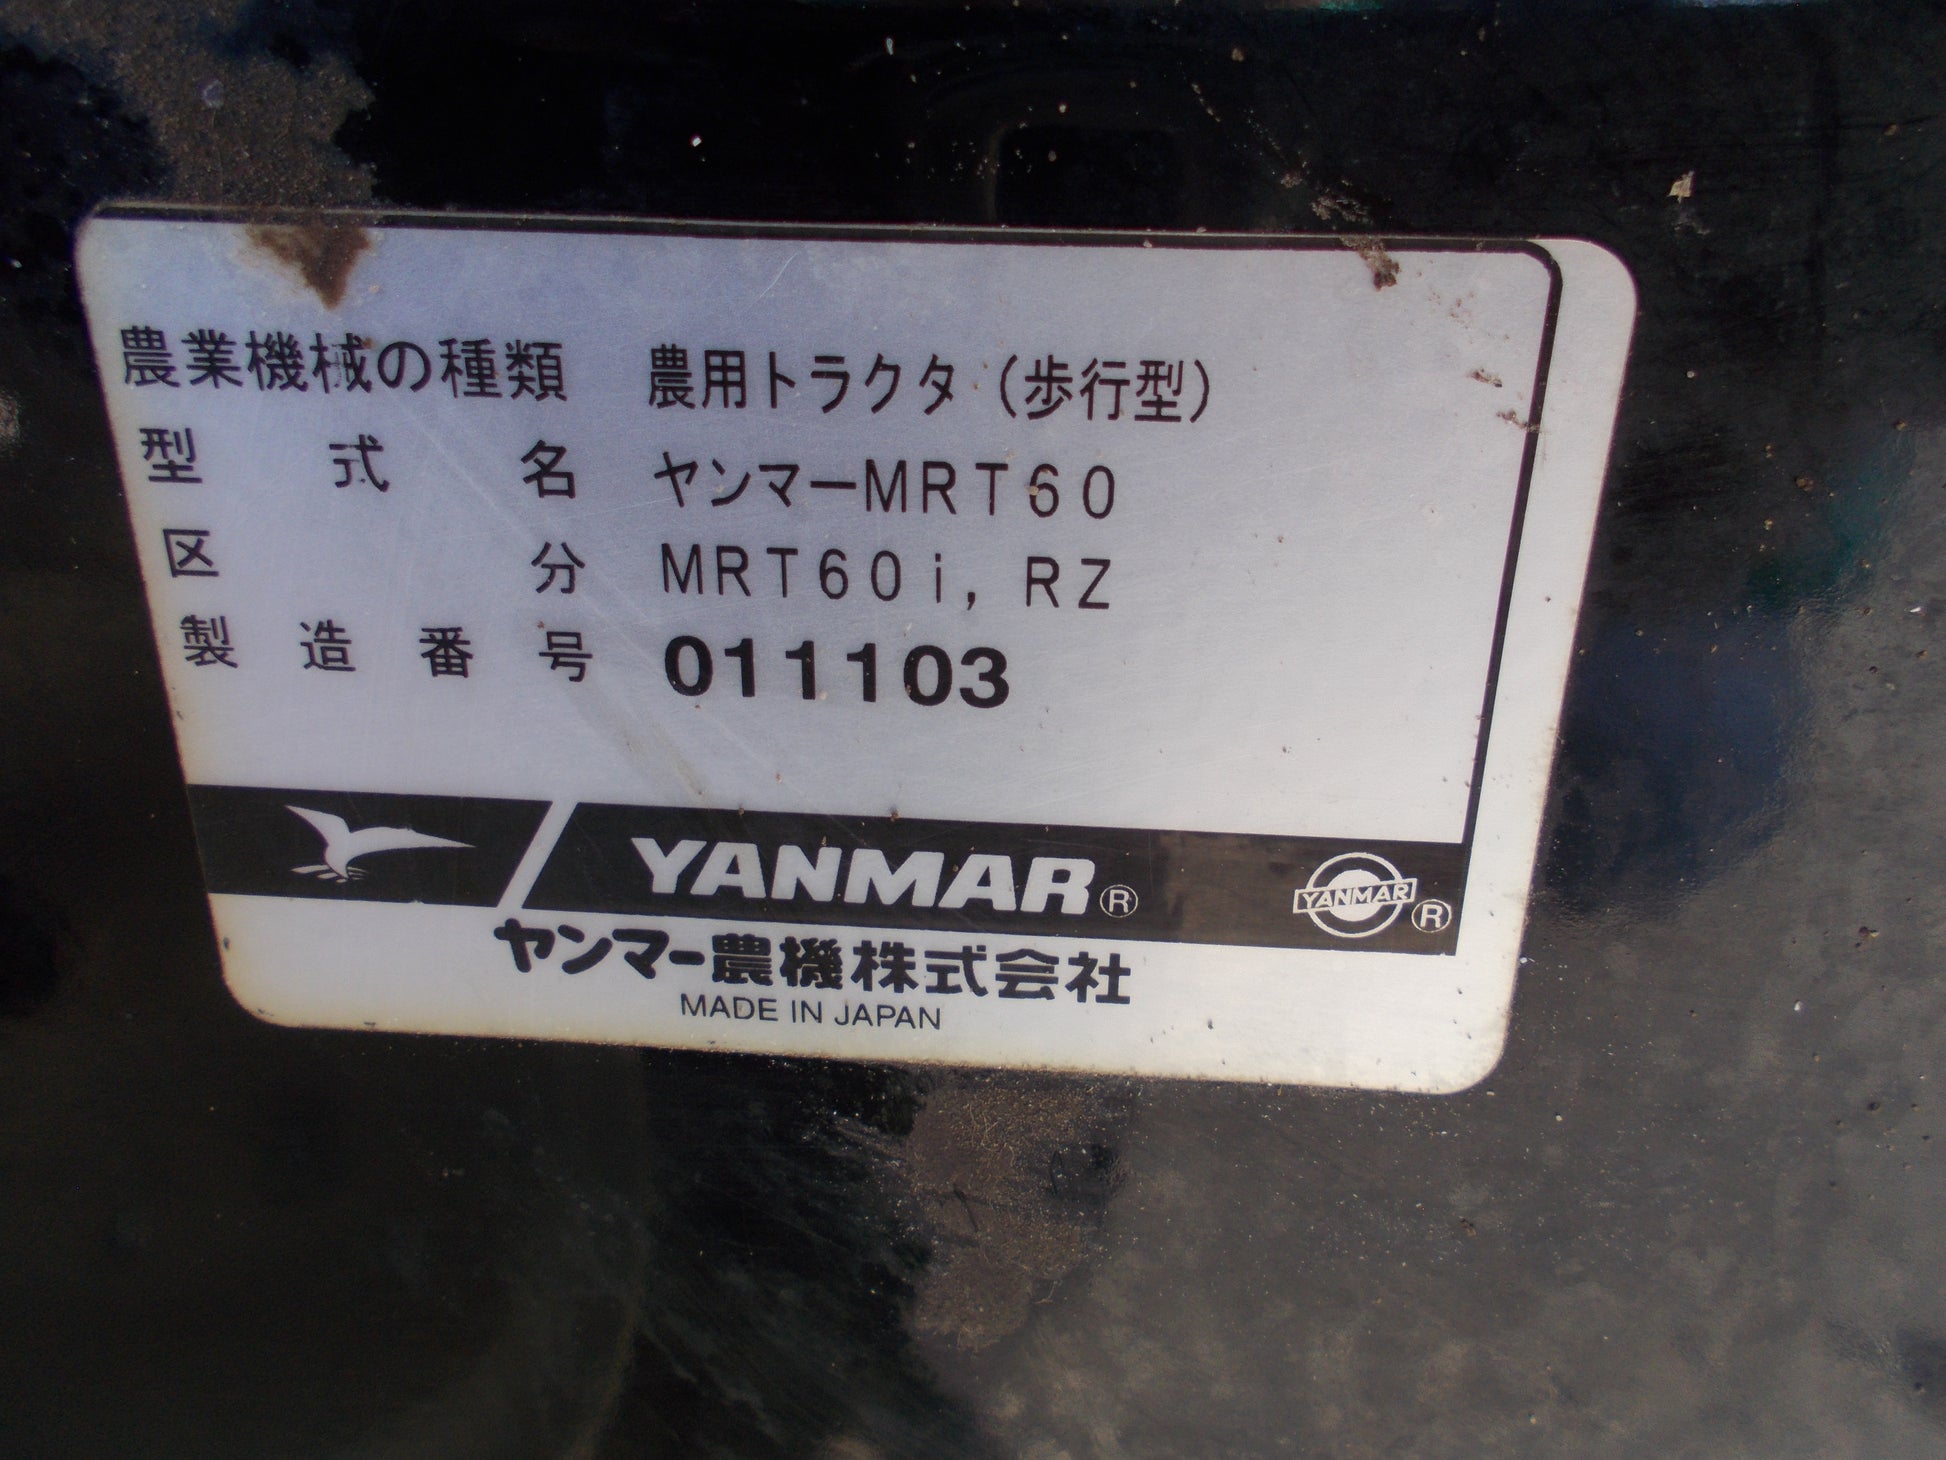 農業機械の種類 農用トラクタ（歩行型）
型式名 ヤンマーMRT60
区分 MRT60i, RZ
製造番号 011103
YANMAR® YANMAR®
ヤンマー農機株式会社
MADE IN JAPAN